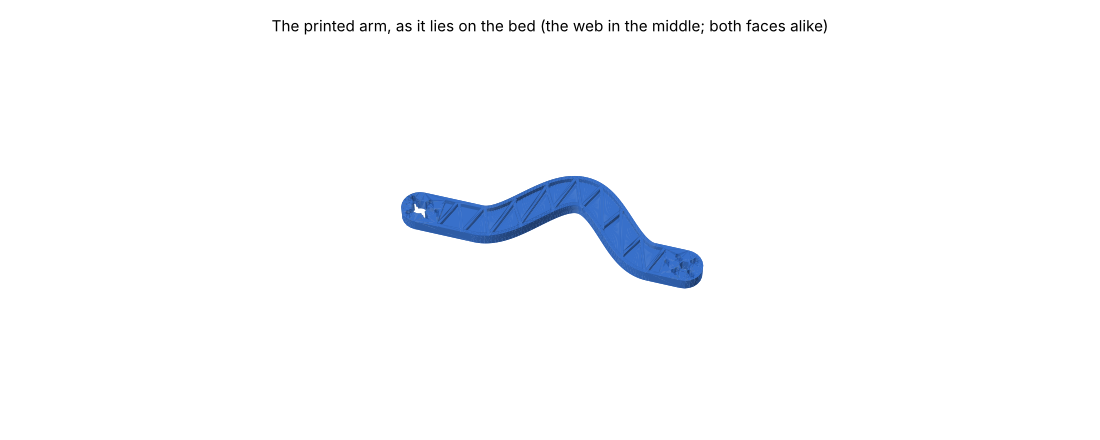 The printed arm, as it lies on the bed (the web in the middle; both faces alike)